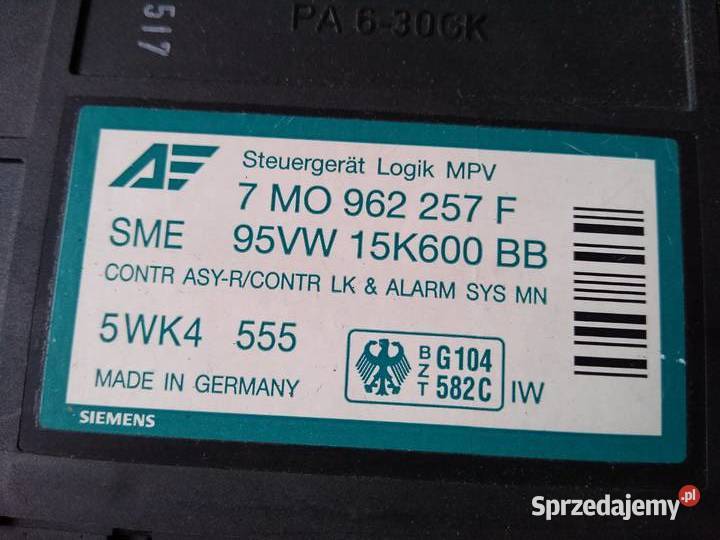 PA 6-30GK
517
AE
Steuergerät Logik MPV
7 MO 962 257 F
SME 95VW 15K600 BB
CONTR ASY-R/CONTR LK & ALARM SYS MN
5WK4 555
BZT G104 582C IW
MADE IN GERMANY
SIEMENS
Sprzedajemy.pl